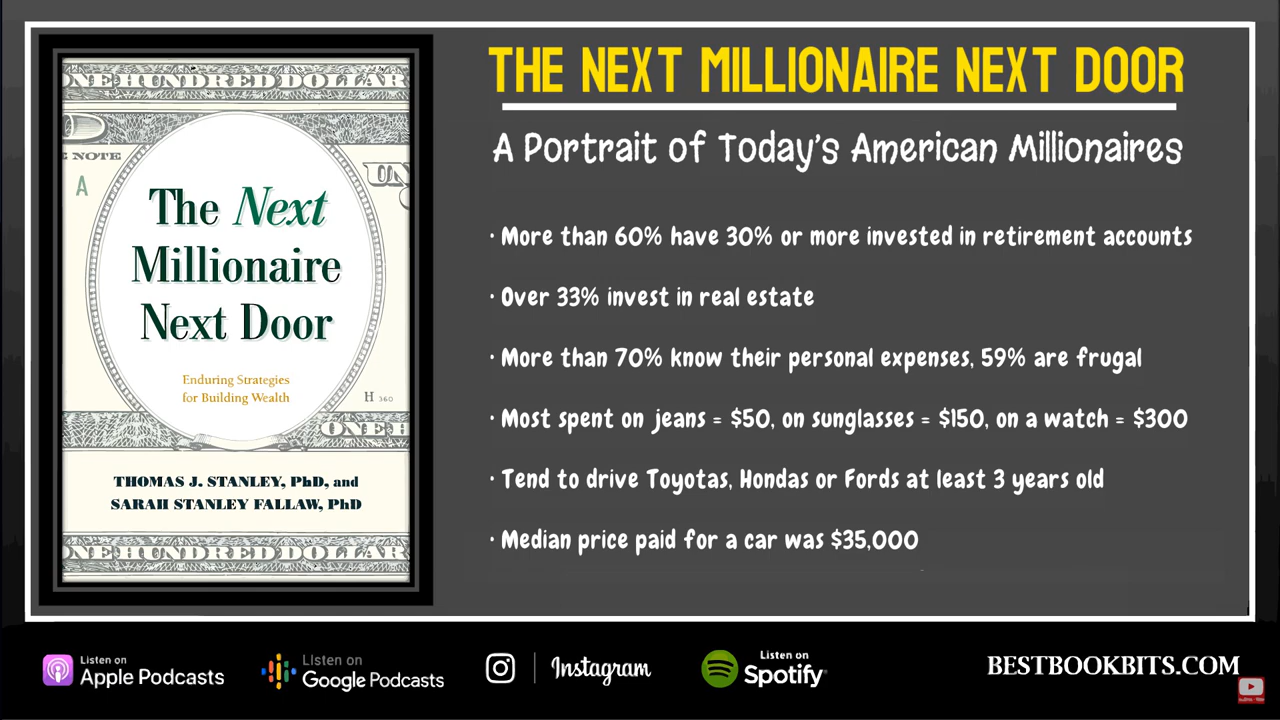 ONE HUNDRED DOLLAR
E NOTE
A
UN
The Next
Millionaire
Next Door
Enduring Strategies
for Building Wealth
H 360
ONE H
THOMAS J. STANLEY, PhD, and
SARAH STANLEY FALLAW, PhD
ONE HUNDRED DOLLAR
THE NEXT MILLIONAIRE NEXT DOOR
A Portrait of Today's American Millionaires
· More than 60% have 30% or more invested in retirement accounts
· Over 33% invest in real estate
· More than 70% know their personal expenses, 59% are frugal
· Most spent on jeans = $50, on sunglasses = $150, on a watch = $300
· Tend to drive Toyotas, Hondas or Fords at least 3 years old
· Median price paid for a car was $35,000
Listen on
Apple Podcasts
Listen on
Google Podcasts
Instagram
Listen on
Spotify
BESTBOOKBITS.COM